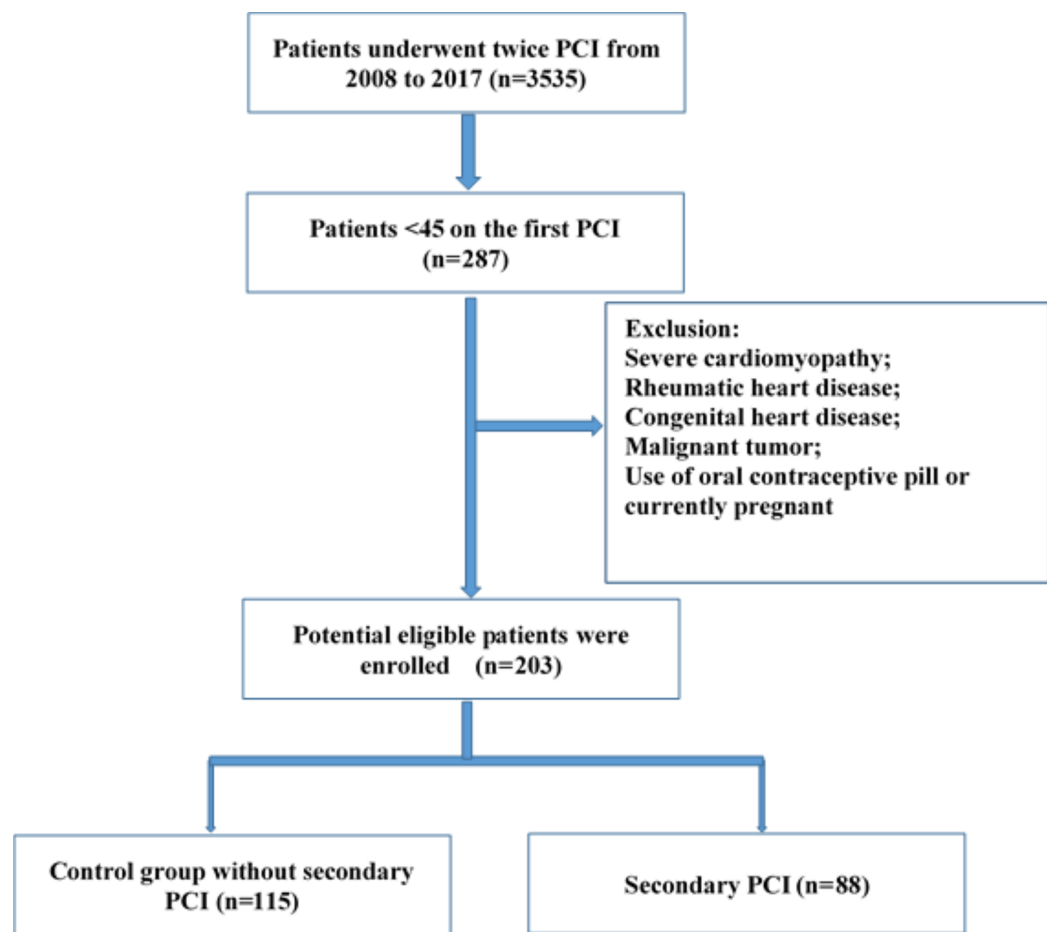 Patients underwent twice PCI from
2008 to 2017 (n=3535)
Patients <45 on the first PCI
(n=287)
Exclusion:
Severe cardiomyopathy;
Rheumatic heart disease;
Congenital heart disease;
Malignant tumor;
Use of oral contraceptive pill or
currently pregnant
Potential eligible patients were
enrolled (n=203)
Control group without secondary
PCI (n=115)
Secondary PCI (n=88)